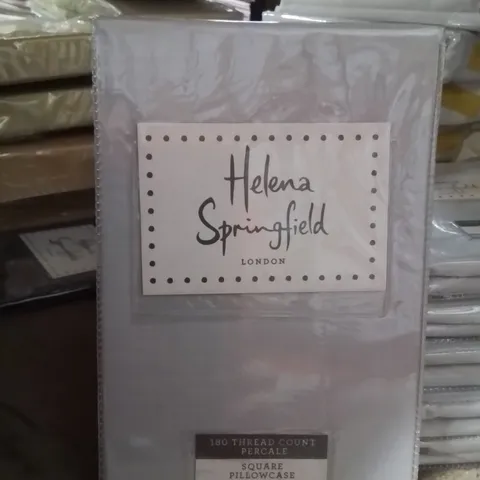 Helena
Springfield
LONDON
180 THREAD COUNT
PERCALE
SQUARE
PILLOWCASE